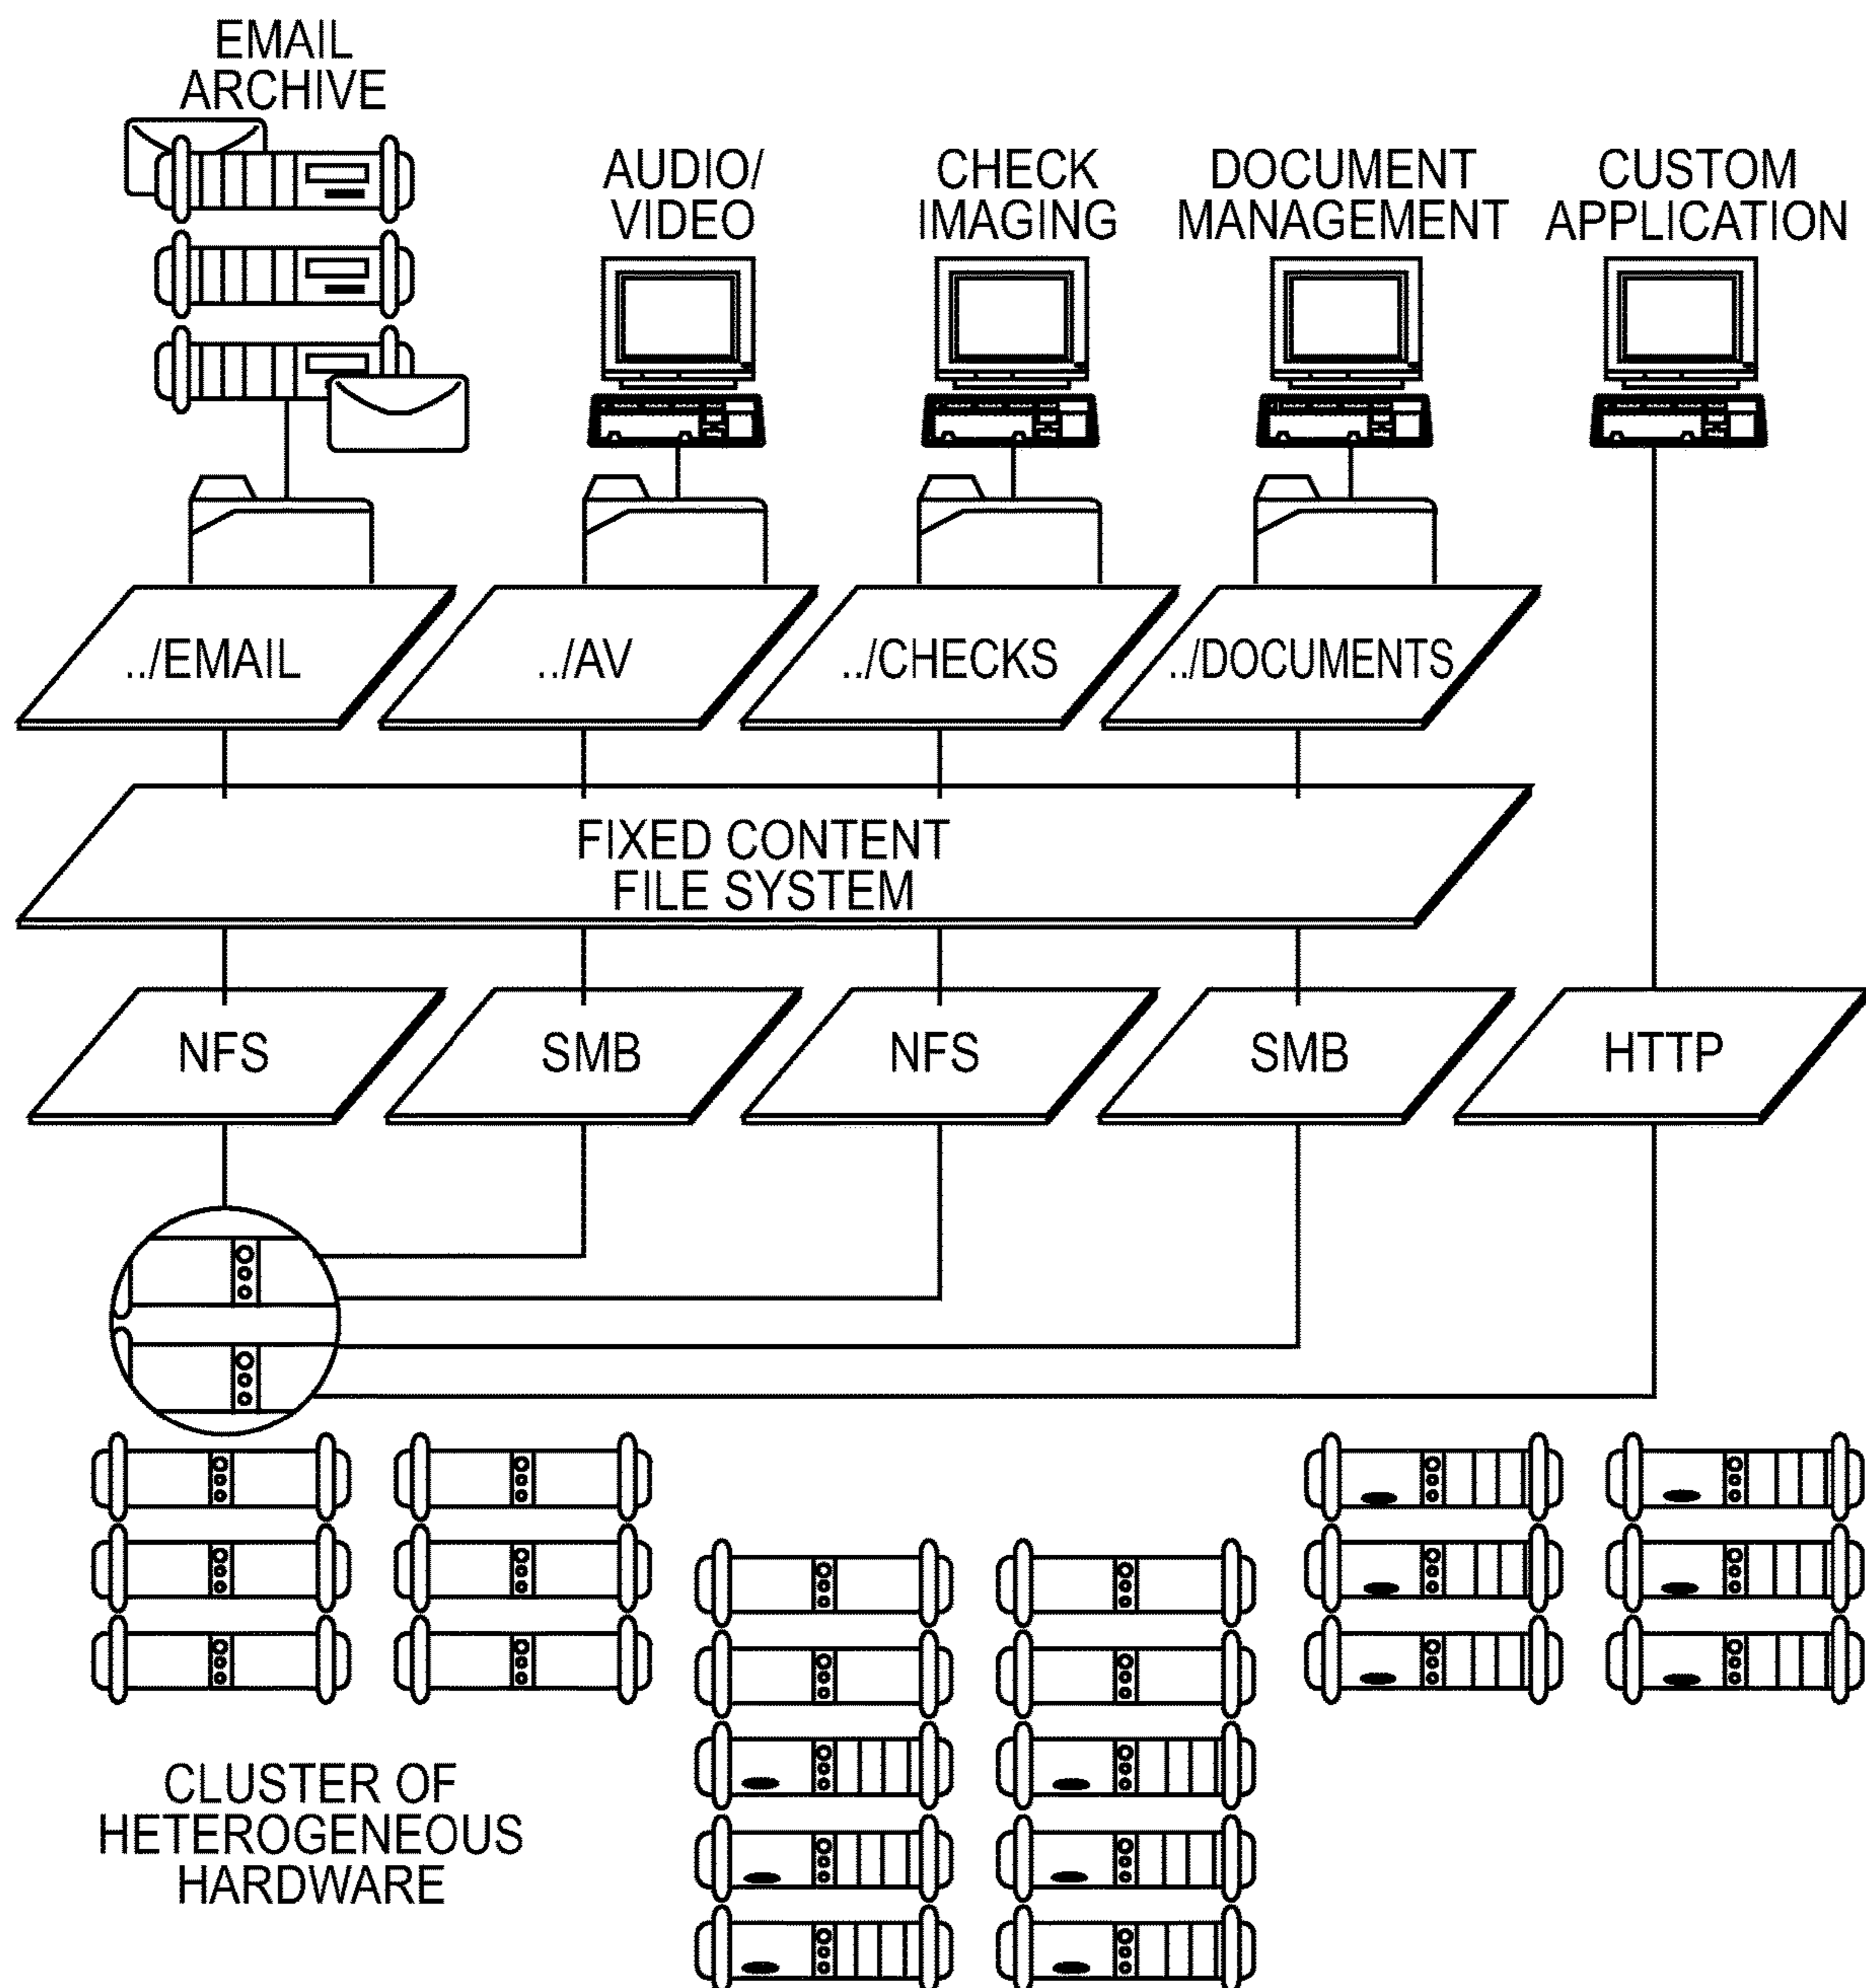 EMAIL
ARCHIVE
AUDIO/
VIDEO
CHECK
IMAGING
DOCUMENT
MANAGEMENT
CUSTOM
APPLICATION
../EMAIL
../AV
../CHECKS
../DOCUMENTS
FIXED CONTENT
FILE SYSTEM
NFS
SMB
NFS
SMB
HTTP
CLUSTER OF
HETEROGENEOUS
HARDWARE